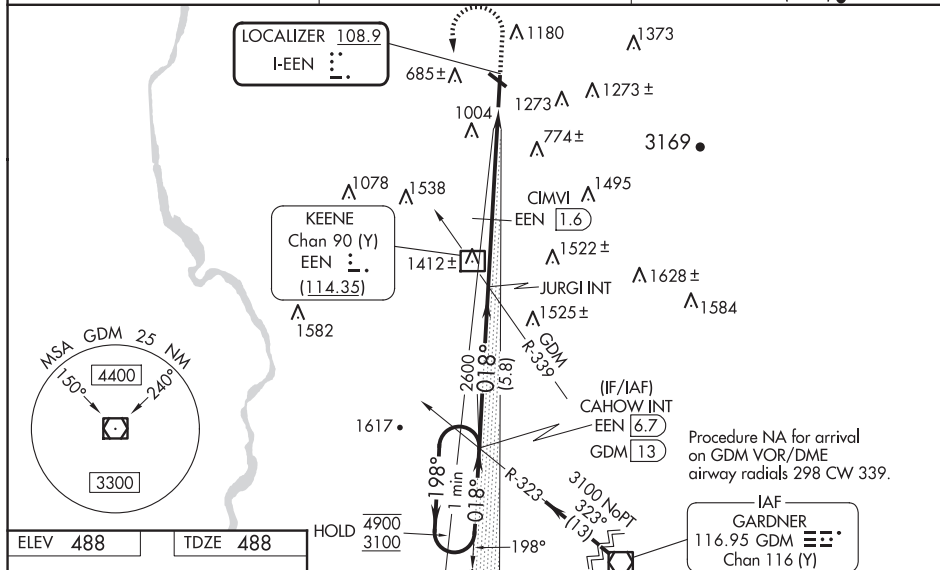 LOCALIZER 108.9
I-EEN
1180
1373
685±
1273
1273 ±
1004
774±
3169
1078
1538
CIMVI
EEN 1.6
1495
KEENE
Chan 90 (Y)
EEN
(114.35)
1412±
1522 ±
JURGI INT
1628 ±
1584
1582
1525±
GDM
R-339
MSA GDM 25 NM
150°
240°
4400
3300
2600
018°
(5.8)
(IF/IAF)
CAHOW INT
EEN 6.7
GDM 13
1617
Procedure NA for arrival
on GDM VOR/DME
airway radials 298 CW 339.
198°
1 min
018°
R-323
3100 NoPT
323°
(13)
HOLD 4900
3100
198°
IAF
GARDNER
116.95 GDM
Chan 116 (Y)
ELEV 488
TDZE 488